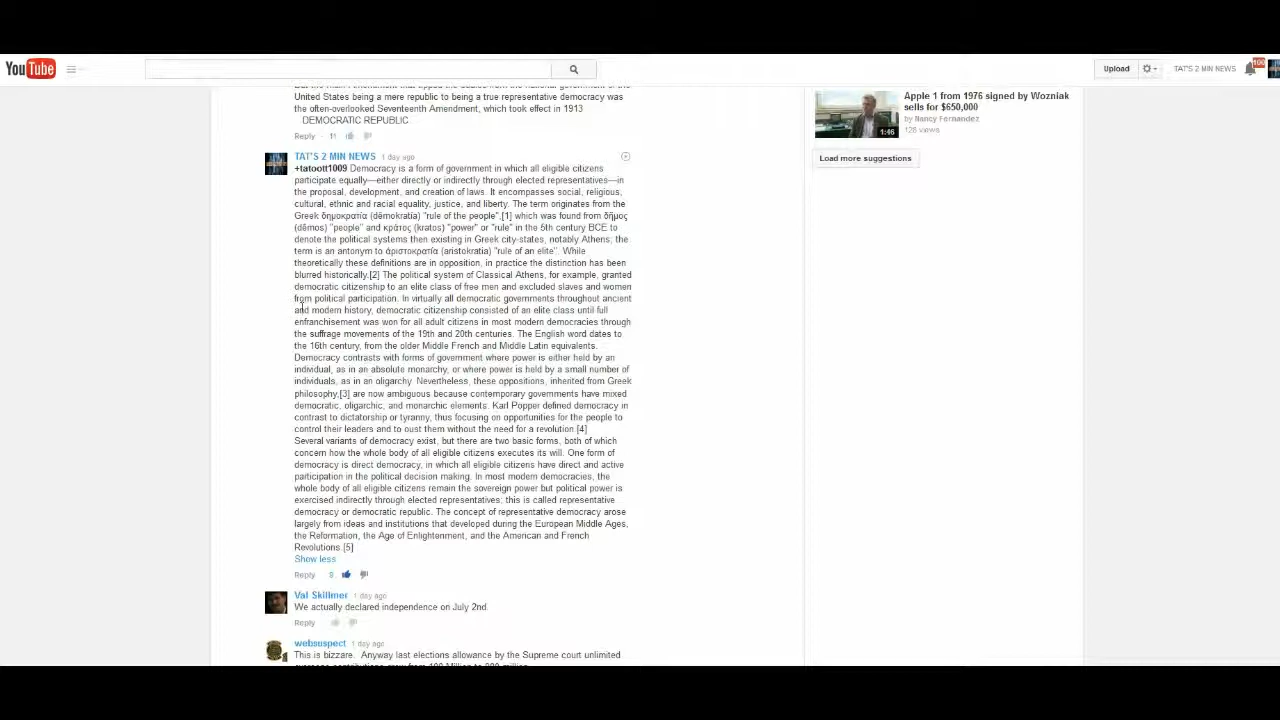 YouTube
Upload
TAT'S 2 MIN NEWS
100
United States being a mere republic to being a true representative democracy was
the often-overlooked Seventeenth Amendment, which took effect in 1913
DEMOCRATIC REPUBLIC
Reply · 11
TAT'S 2 MIN NEWS 1 day ago
+tatoott1009 Democracy is a form of government in which all eligible citizens
participate equally—either directly or indirectly through elected representatives—in
the proposal, development, and creation of laws. It encompasses social, religious,
cultural, ethnic and racial equality, justice, and liberty. The term originates from the
Greek δημοκρατία (dēmokratía) "rule of the people",[1] which was found from δῆμος
(dêmos) "people" and κράτος (kratos) "power" or "rule" in the 5th century BCE to
denote the political systems then existing in Greek city-states, notably Athens; the
term is an antonym to ἀριστοκρατία (aristokratia) "rule of an elite". While
theoretically these definitions are in opposition, in practice the distinction has been
blurred historically.[2] The political system of Classical Athens, for example, granted
democratic citizenship to an elite class of free men and excluded slaves and women
from political participation. In virtually all democratic governments throughout ancient
and modern history, democratic citizenship consisted of an elite class until full
enfranchisement was won for all adult citizens in most modern democracies through
the suffrage movements of the 19th and 20th centuries. The English word dates to
the 16th century, from the older Middle French and Middle Latin equivalents.
Democracy contrasts with forms of government where power is either held by an
individual, as in an absolute monarchy, or where power is held by a small number of
individuals, as in an oligarchy. Nevertheless, these oppositions, inherited from Greek
philosophy,[3] are now ambiguous because contemporary governments have mixed
democratic, oligarchic, and monarchic elements. Karl Popper defined democracy in
contrast to dictatorship or tyranny, thus focusing on opportunities for the people to
control their leaders and to oust them without the need for a revolution.[4]
Several variants of democracy exist, but there are two basic forms, both of which
concern how the whole body of all eligible citizens executes its will. One form of
democracy is direct democracy, in which all eligible citizens have direct and active
participation in the political decision making. In most modern democracies, the
whole body of all eligible citizens remain the sovereign power but political power is
exercised indirectly through elected representatives; this is called representative
democracy or democratic republic. The concept of representative democracy arose
largely from ideas and institutions that developed during the European Middle Ages,
the Reformation, the Age of Enlightenment, and the American and French
Revolutions.[5]
Show less
Reply 9
Val Skillmer 1 day ago
We actually declared independence on July 2nd.
Reply
websuspect 1 day ago
This is bizzare. Anyway last elections allowance by the Supreme court unlimited
Apple 1 from 1976 signed by Wozniak
sells for $650,000
by Nancy Fernandez
128 views
1:46
Load more suggestions